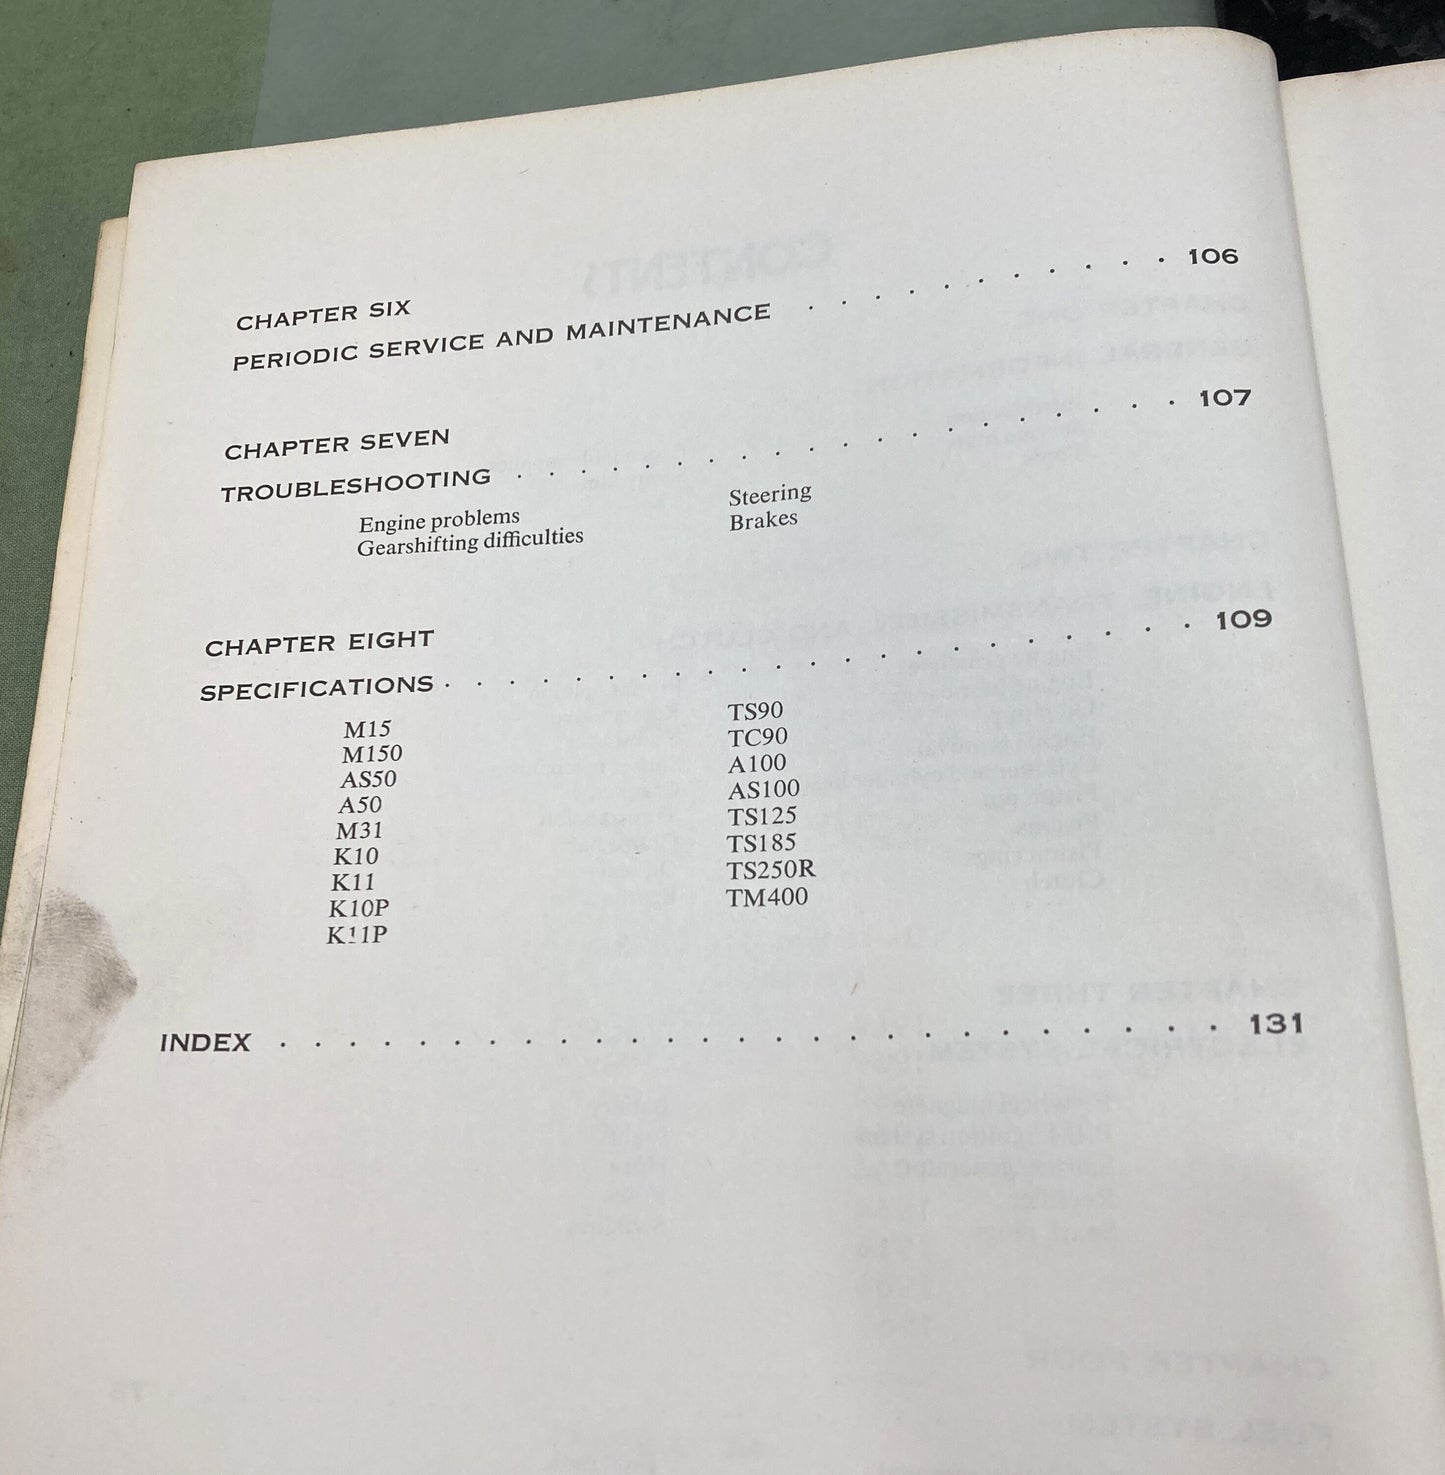 CHAPTER SIX
PERIODIC SERVICE AND MAINTENANCE . . . . . . . . . . . 106
CHAPTER SEVEN
TROUBLESHOOTING . . . . . . . . . . . . . . . . . . . . 107
Engine problems
Gearshifting difficulties
Steering
Brakes
CHAPTER EIGHT
SPECIFICATIONS . . . . . . . . . . . . . . . . . . . . . . . 109
M15
M150
AS50
A50
M31
K10
K11
K10P
K11P
TS90
TC90
A100
AS100
TS125
TS185
TS250R
TM400
INDEX . . . . . . . . . . . . . . . . . . . . . . . . . . . . 131